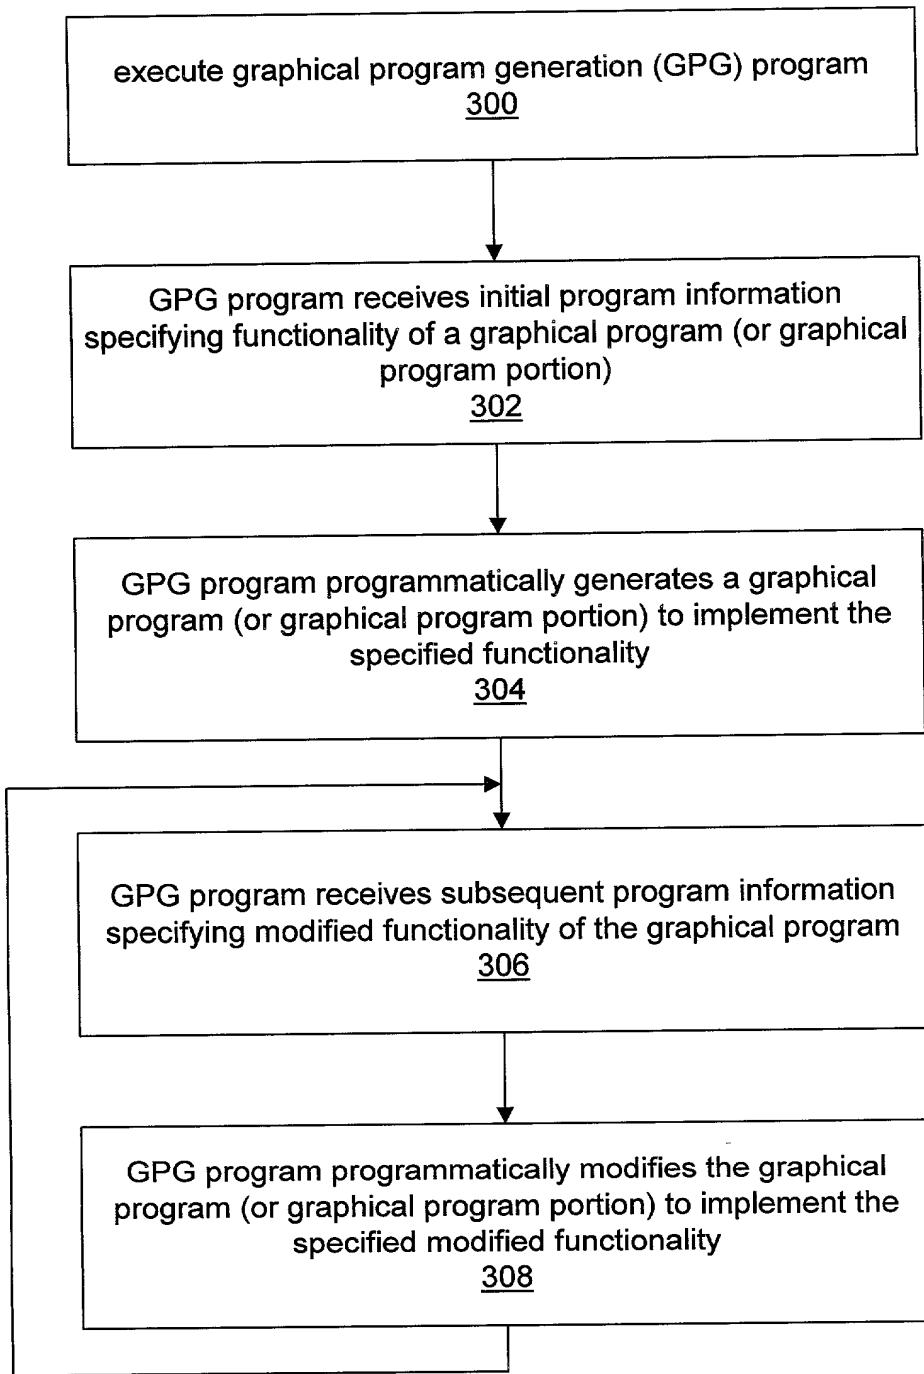 execute graphical program generation (GPG) program
300
GPG program receives initial program information
specifying functionality of a graphical program (or graphical
program portion)
302
GPG program programmatically generates a graphical
program (or graphical program portion) to implement the
specified functionality
304
GPG program receives subsequent program information
specifying modified functionality of the graphical program
306
GPG program programmatically modifies the graphical
program (or graphical program portion) to implement the
specified modified functionality
308